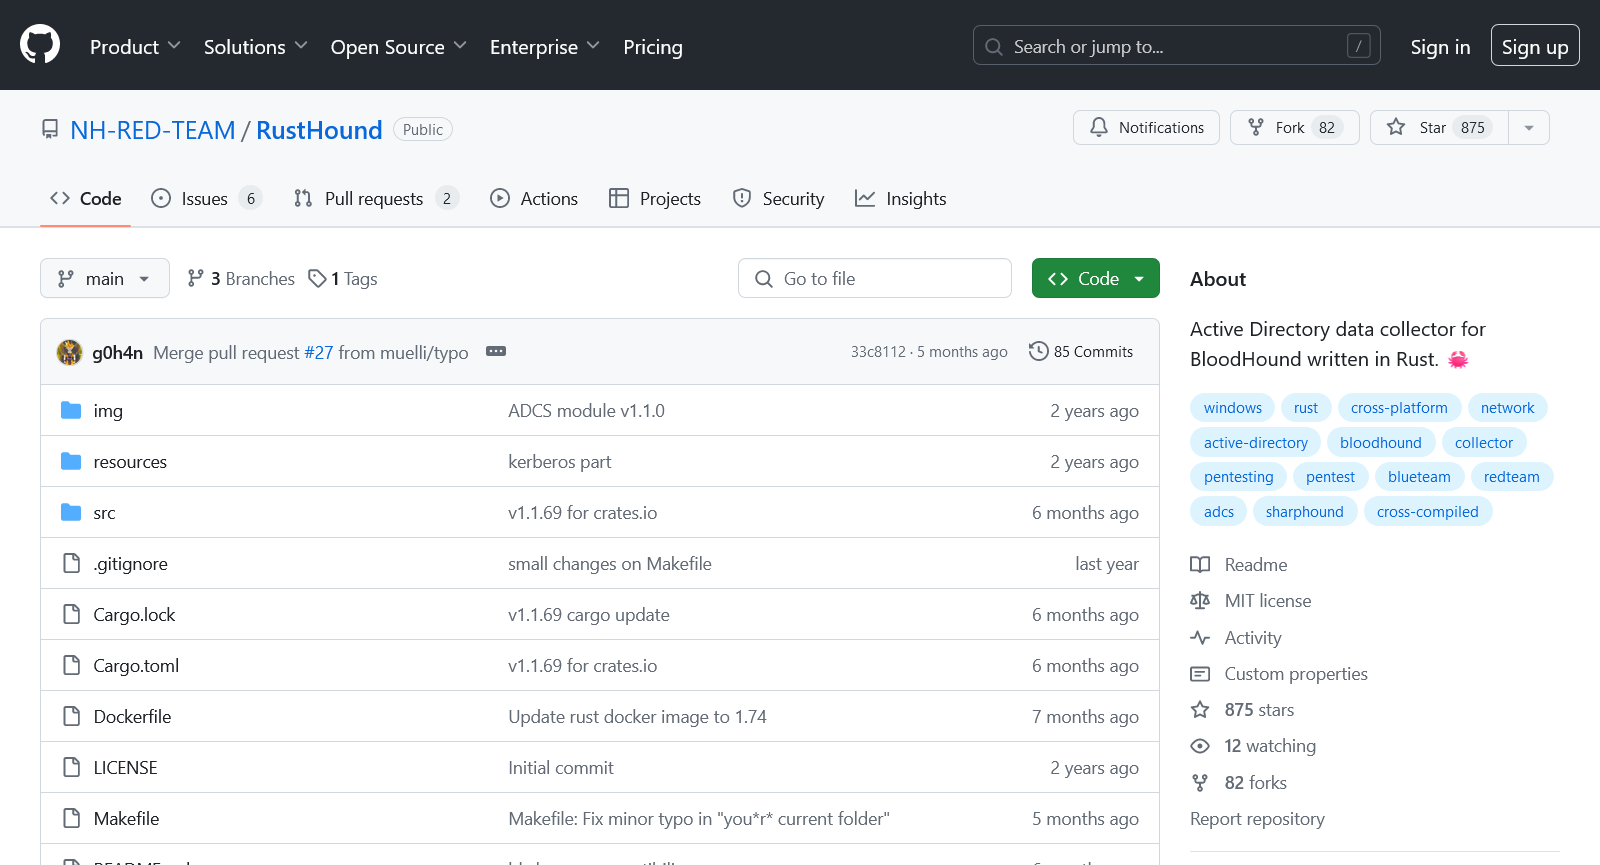 Product Solutions Open Source Enterprise Pricing Search or jump to... / Sign in Sign up
NH-RED-TEAM / RustHound Public Notifications Fork 82 Star 875
Code Issues 6 Pull requests 2 Actions Projects Security Insights
main 3 Branches 1 Tags Go to file Code
g0h4n Merge pull request #27 from muelli/typo 33c8112 · 5 months ago 85 Commits
img ADCS module v1.1.0 2 years ago
resources kerberos part 2 years ago
src v1.1.69 for crates.io 6 months ago
.gitignore small changes on Makefile last year
Cargo.lock v1.1.69 cargo update 6 months ago
Cargo.toml v1.1.69 for crates.io 6 months ago
Dockerfile Update rust docker image to 1.74 7 months ago
LICENSE Initial commit 2 years ago
Makefile Makefile: Fix minor typo in "you*r* current folder" 5 months ago
About
Active Directory data collector for
BloodHound written in Rust. 🦀
windows rust cross-platform network
active-directory bloodhound collector
pentesting pentest blueteam redteam
adcs sharphound cross-compiled
Readme
MIT license
Activity
Custom properties
875 stars
12 watching
82 forks
Report repository